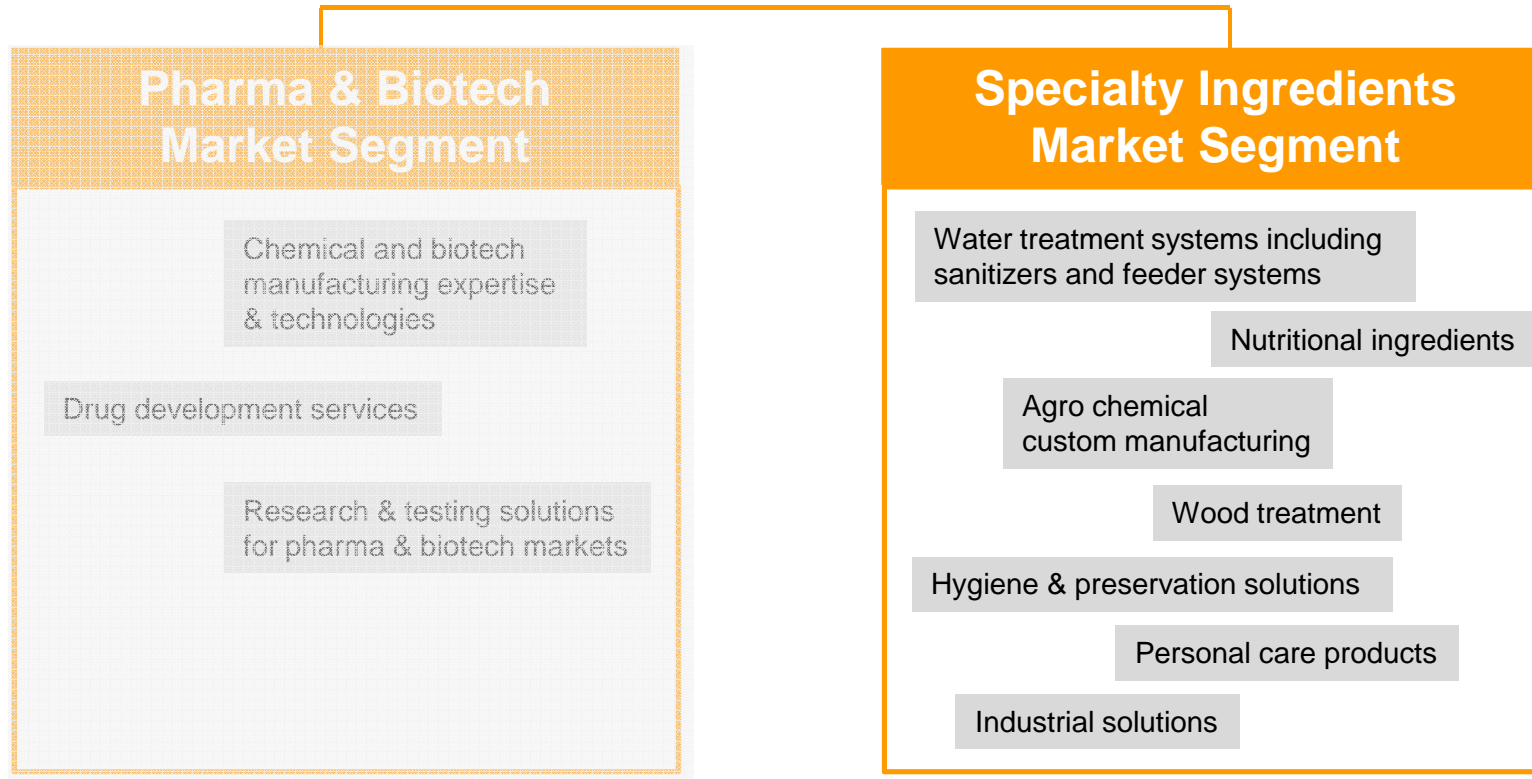 Pharma & Biotech
Market Segment
Chemical and biotech
manufacturing expertise
& technologies
Drug development services
Research & testing solutions
for pharma & biotech markets
Specialty Ingredients
Market Segment
Water treatment systems including
sanitizers and feeder systems
Nutritional ingredients
Agro chemical
custom manufacturing
Wood treatment
Hygiene & preservation solutions
Personal care products
Industrial solutions